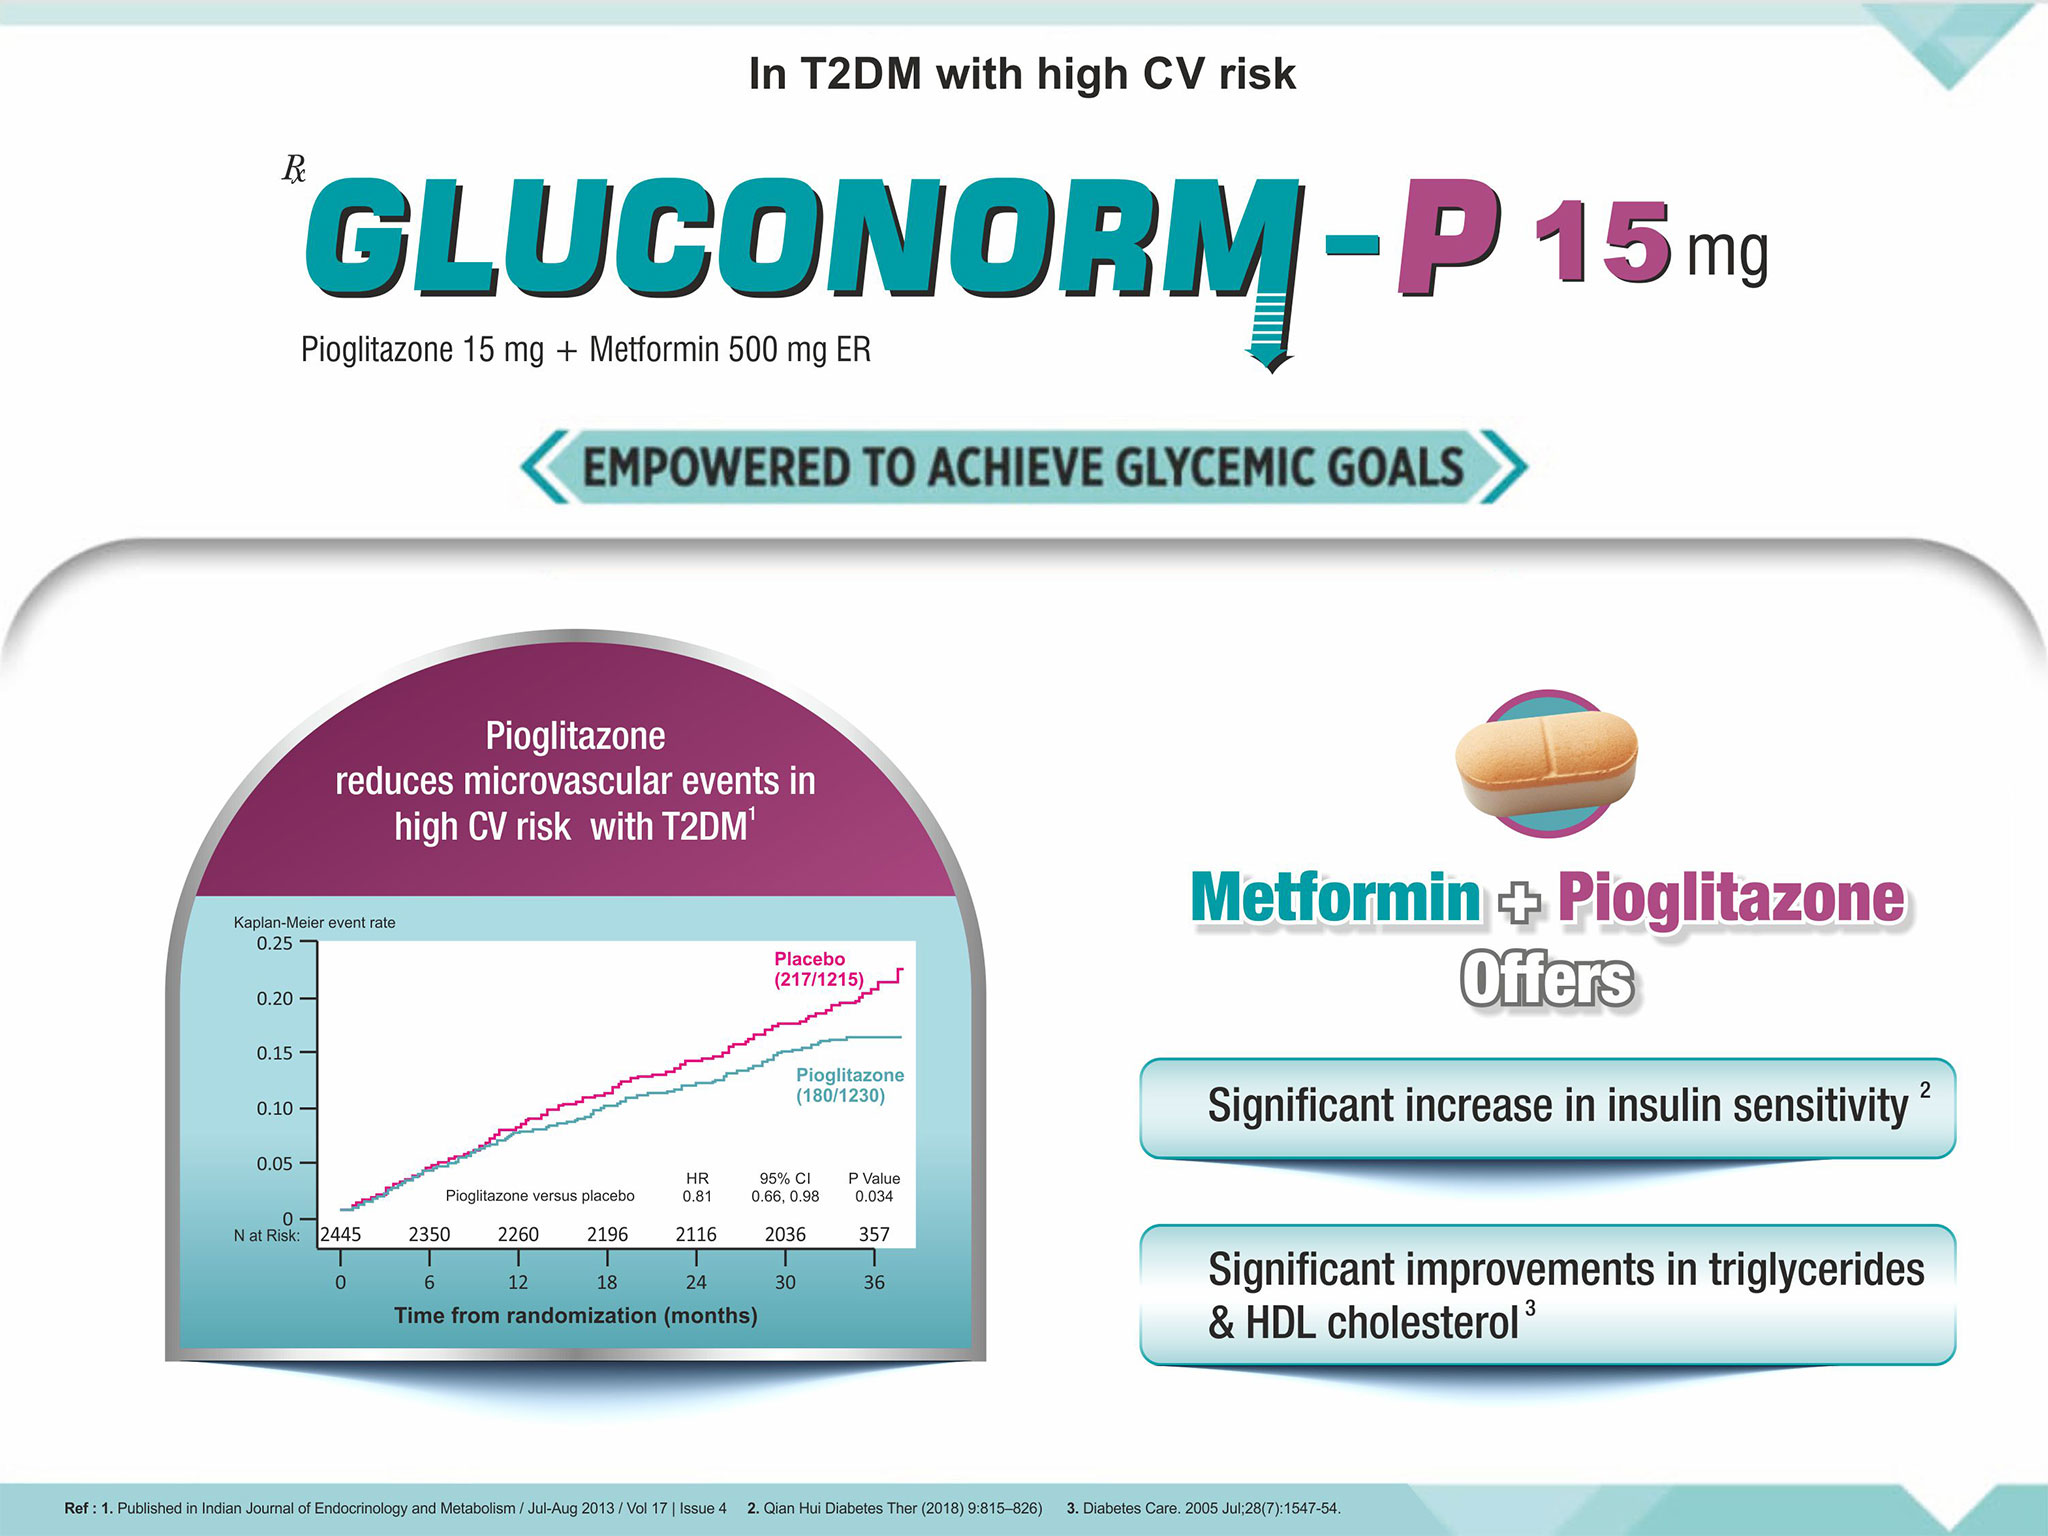 In T2DM with high CV risk
Rx
GLUCONORM - P 15 mg
Pioglitazone 15 mg + Metformin 500 mg ER
EMPOWERED TO ACHIEVE GLYCEMIC GOALS
Pioglitazone
reduces microvascular events in
high CV risk with T2DM1
Kaplan-Meier event rate
0.25
0.20
0.15
0.10
0.05
0
Placebo
(217/1215)
Pioglitazone
(180/1230)
HR 95% CI P Value
Pioglitazone versus placebo 0.81 0.66, 0.98 0.034
N at Risk: 2445 2350 2260 2196 2116 2036 357
0 6 12 18 24 30 36
Time from randomization (months)
Metformin + Pioglitazone
Offers
Significant increase in insulin sensitivity 2
Significant improvements in triglycerides
& HDL cholesterol 3
Ref : 1. Published in Indian Journal of Endocrinology and Metabolism / Jul-Aug 2013 / Vol 17 | Issue 4 2. Qian Hui Diabetes Ther (2018) 9:815–826) 3. Diabetes Care. 2005 Jul;28(7):1547-54.